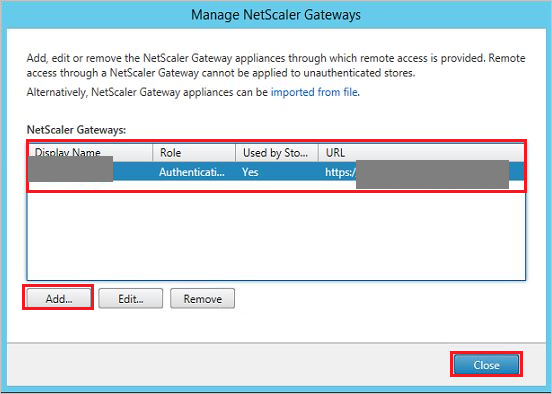 Manage NetScaler Gateways
Add, edit or remove the NetScaler Gateway appliances through which remote access is provided. Remote
access through a NetScaler Gateway cannot be applied to unauthenticated stores.
Alternatively, NetScaler Gateway appliances can be imported from file.
NetScaler Gateways:
Display Name Role Used by Sto... URL
Authenticati... Yes https:/
Add... Edit... Remove
Close